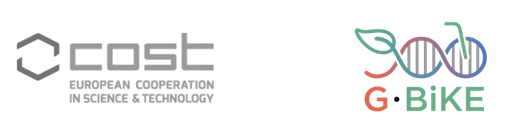 cost
EUROPEAN COOPERATION
IN SCIENCE & TECHNOLOGY
G·BiKE